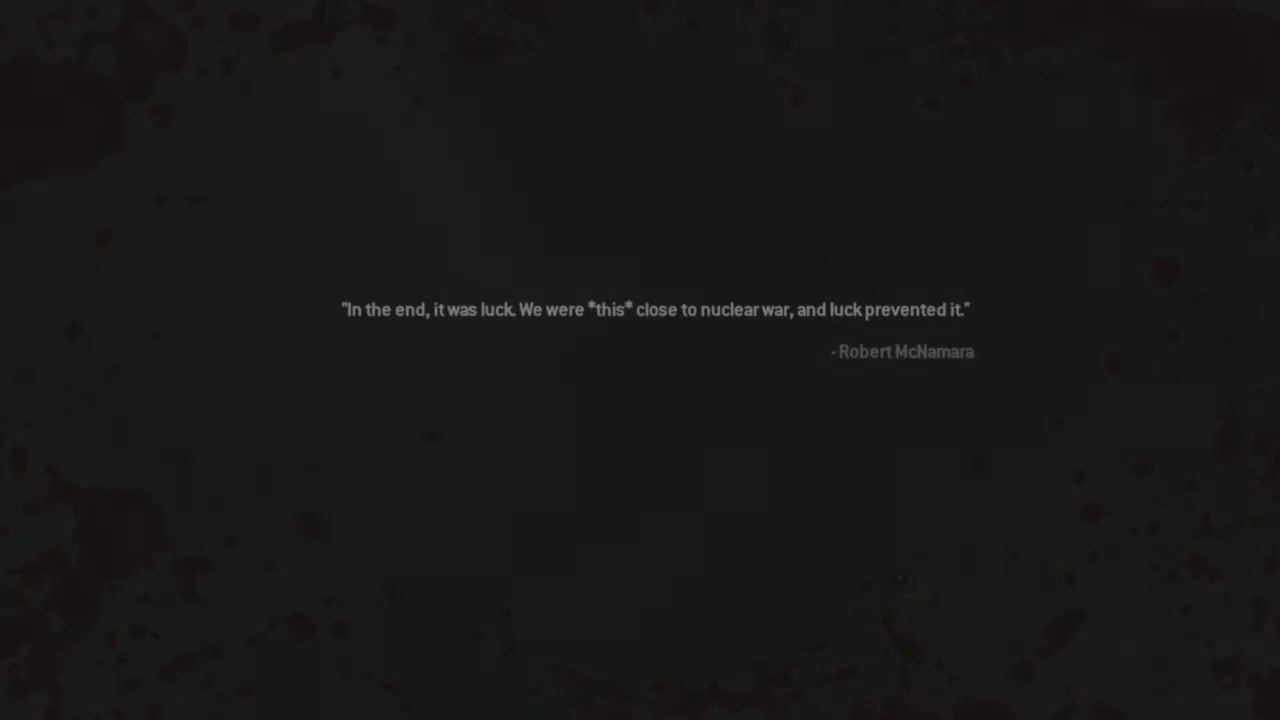 "In the end, it was luck. We were *this* close to nuclear war, and luck prevented it."
- Robert McNamara